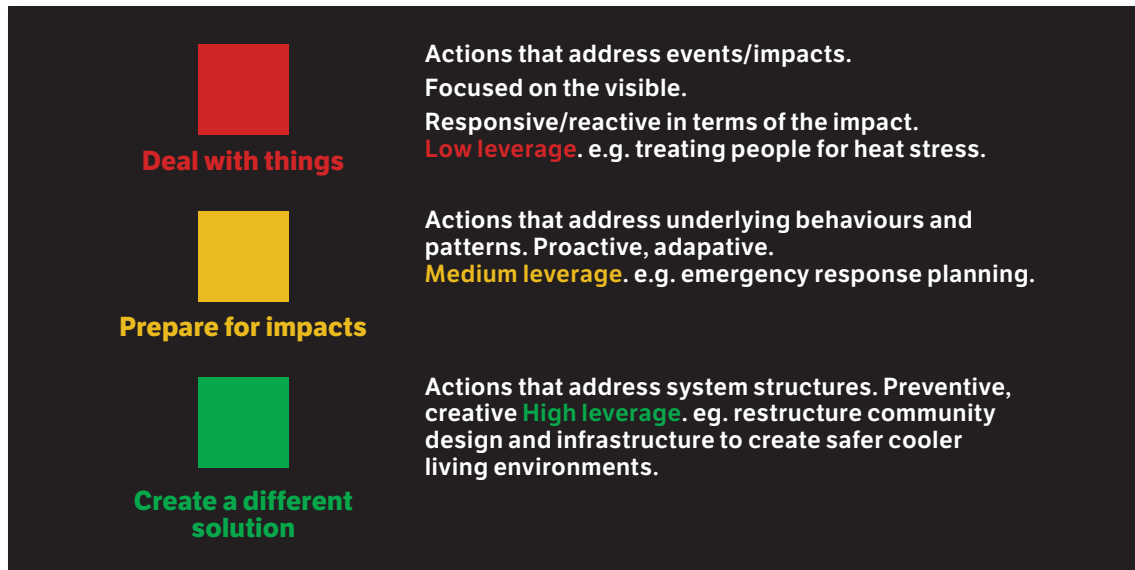 Deal with things
Actions that address events/impacts.
Focused on the visible.
Responsive/reactive in terms of the impact.
Low leverage. e.g. treating people for heat stress.
Prepare for impacts
Actions that address underlying behaviours and
patterns. Proactive, adapative.
Medium leverage. e.g. emergency response planning.
Create a different
solution
Actions that address system structures. Preventive,
creative High leverage. eg. restructure community
design and infrastructure to create safer cooler
living environments.